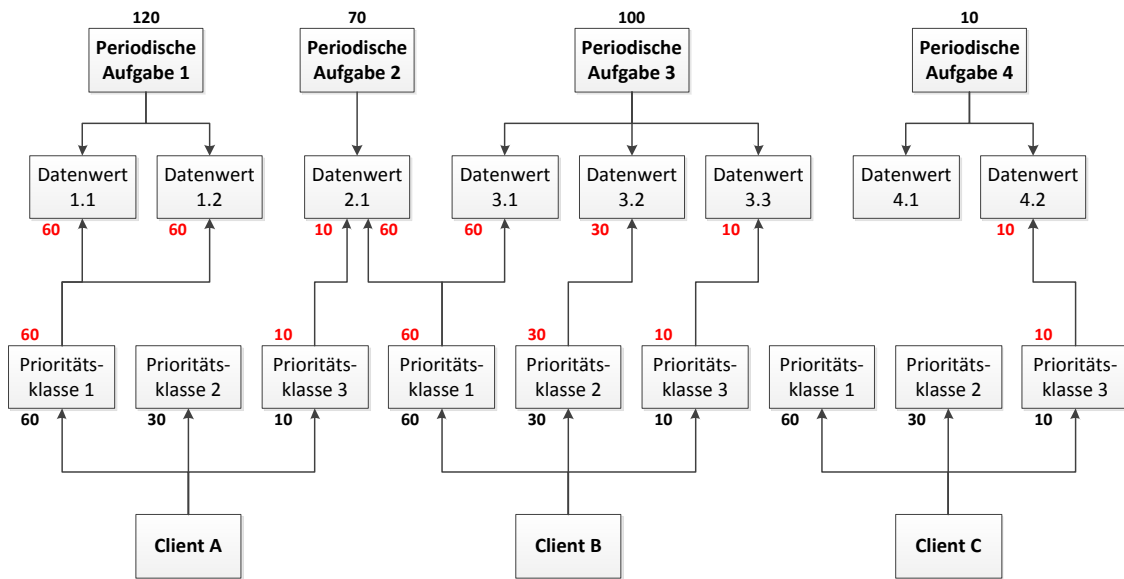 120
70
100
10
Periodische
Aufgabe 1
Periodische
Aufgabe 2
Periodische
Aufgabe 3
Periodische
Aufgabe 4
Datenwert
1.1
Datenwert
1.2
Datenwert
2.1
Datenwert
3.1
Datenwert
3.2
Datenwert
3.3
Datenwert
4.1
Datenwert
4.2
60
60
10
60
60
30
10
10
60
10
60
30
10
10
Prioritäts-
klasse 1
Prioritäts-
klasse 2
Prioritäts-
klasse 3
Prioritäts-
klasse 1
Prioritäts-
klasse 2
Prioritäts-
klasse 3
Prioritäts-
klasse 1
Prioritäts-
klasse 2
Prioritäts-
klasse 3
60
30
10
60
30
10
60
30
10
Client A
Client B
Client C